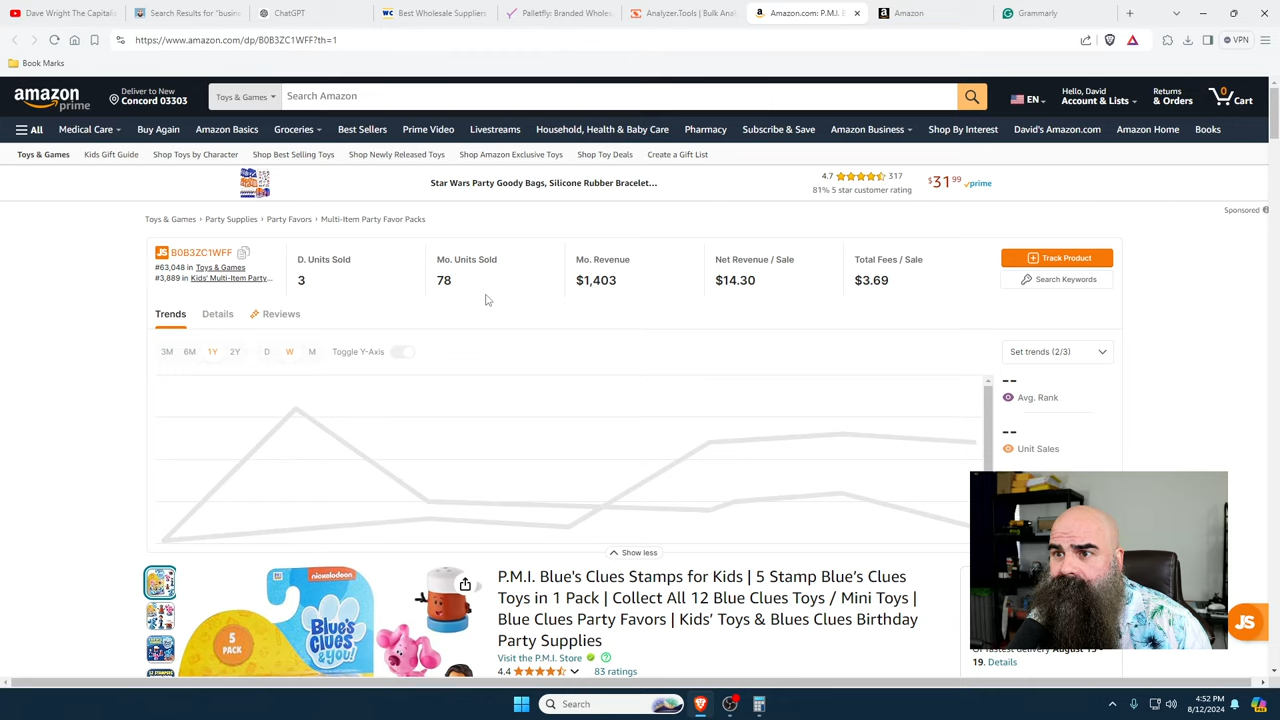 Dave Wright The Capitalis
Search Results for "busin
ChatGPT
Best Wholesale Suppliers
Palletfly: Branded Wholes
Analyzer.Tools | Bulk Anal
Amazon.com: P.M.I. B
Amazon
Grammarly
https://www.amazon.com/dp/B0B3ZC1WFF?th=1
VPN
Book Marks
amazon prime
Deliver to New
Concord 03303
Toys & Games
Search Amazon
EN
Hello, David
Account & Lists
Returns
& Orders
0
Cart
All
Medical Care
Buy Again
Amazon Basics
Groceries
Best Sellers
Prime Video
Livestreams
Household, Health & Baby Care
Pharmacy
Subscribe & Save
Amazon Business
Shop By Interest
David's Amazon.com
Amazon Home
Books
Toys & Games
Kids Gift Guide
Shop Toys by Character
Shop Best Selling Toys
Shop Newly Released Toys
Shop Amazon Exclusive Toys
Shop Toy Deals
Create a Gift List
Star Wars Party Goody Bags, Silicone Rubber Bracelet...
4.7 317
81% 5 star customer rating
$31 99 prime
Sponsored
Toys & Games › Party Supplies › Party Favors › Multi-Item Party Favor Packs
JS B0B3ZC1WFF
#63,048 in Toys & Games
#3,889 in Kids' Multi-Item Party...
D. Units Sold
3
Mo. Units Sold
78
Mo. Revenue
$1,403
Net Revenue / Sale
$14.30
Total Fees / Sale
$3.69
Track Product
Search Keywords
Trends
Details
Reviews
3M 6M 1Y 2Y D W M Toggle Y-Axis
Set trends (2/3)
--
Avg. Rank
--
Unit Sales
Show less
nickelodeon
Blue's
Clues
& You!
5
PACK
P.M.I. Blue's Clues Stamps for Kids | 5 Stamp Blue's Clues
Toys in 1 Pack | Collect All 12 Blue Clues Toys / Mini Toys |
Blue Clues Party Favors | Kids' Toys & Blues Clues Birthday
Party Supplies
Visit the P.M.I. Store
4.4 83 ratings
19. Details
JS
Search
4:52 PM
8/12/2024